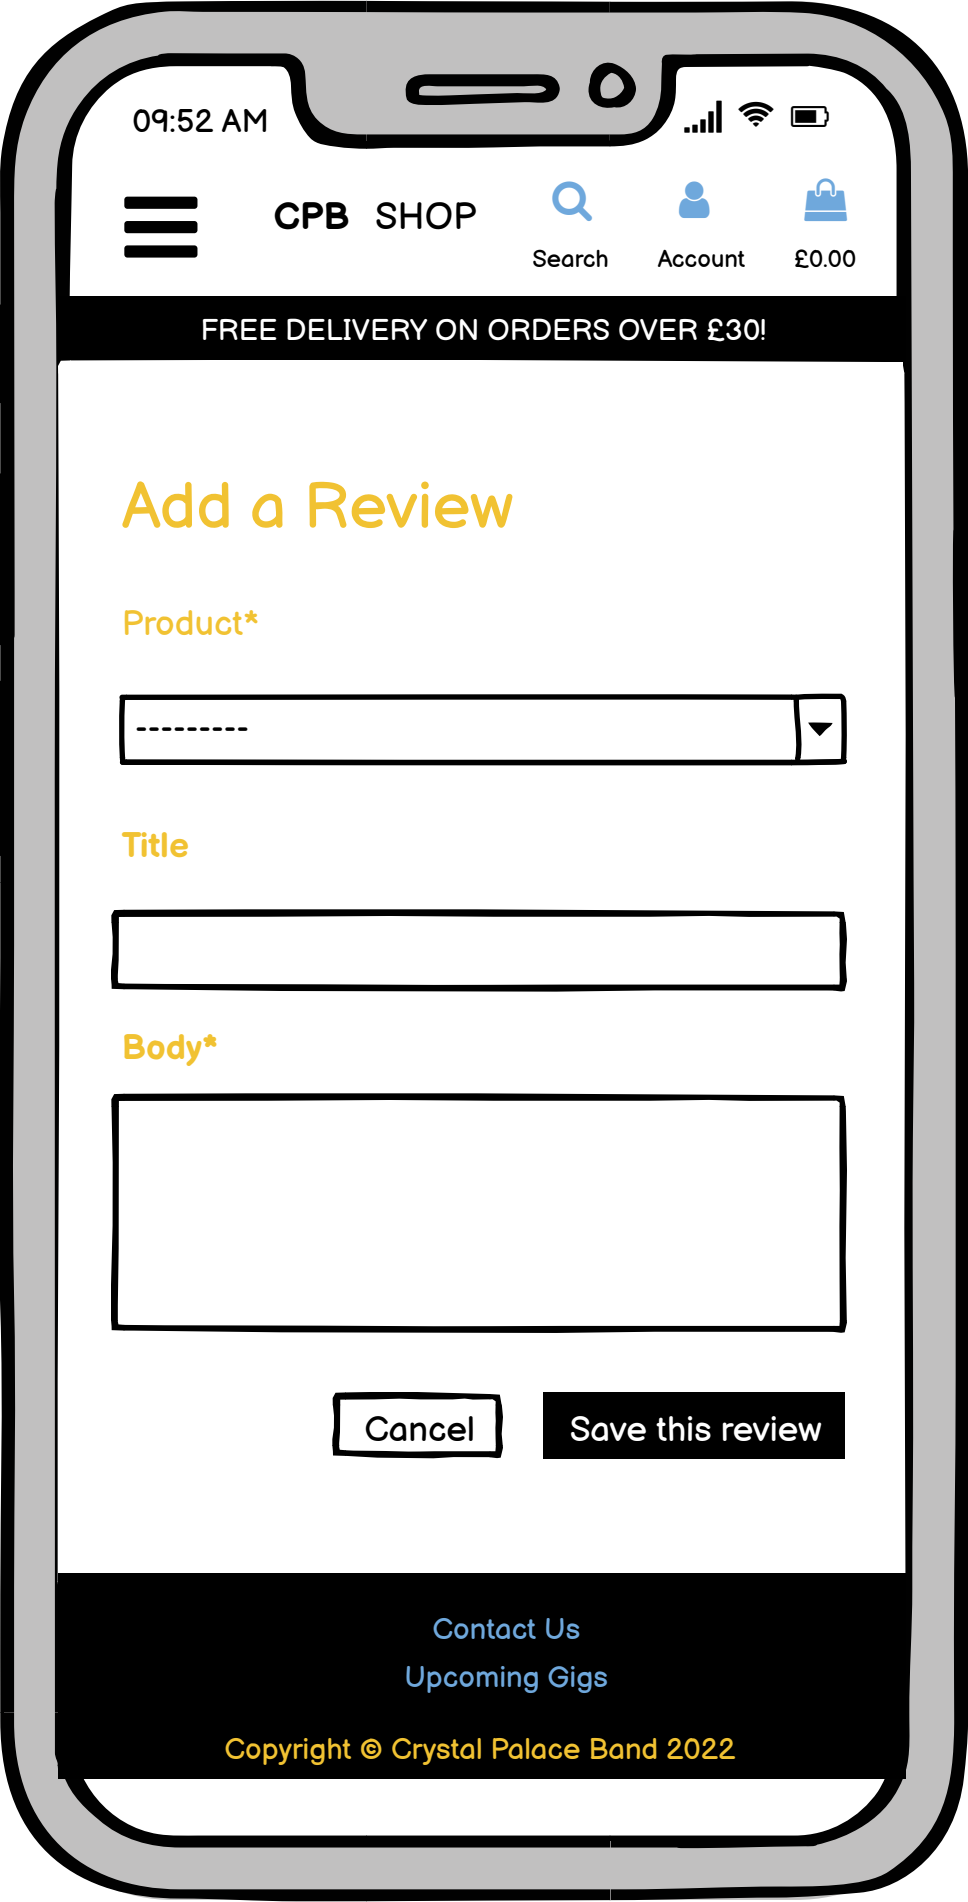 09:52 AM
CPB SHOP
Search Account £0.00
FREE DELIVERY ON ORDERS OVER £30!
Add a Review
Product*
---------
Title
Body*
Cancel Save this review
Contact Us
Upcoming Gigs
Copyright © Crystal Palace Band 2022